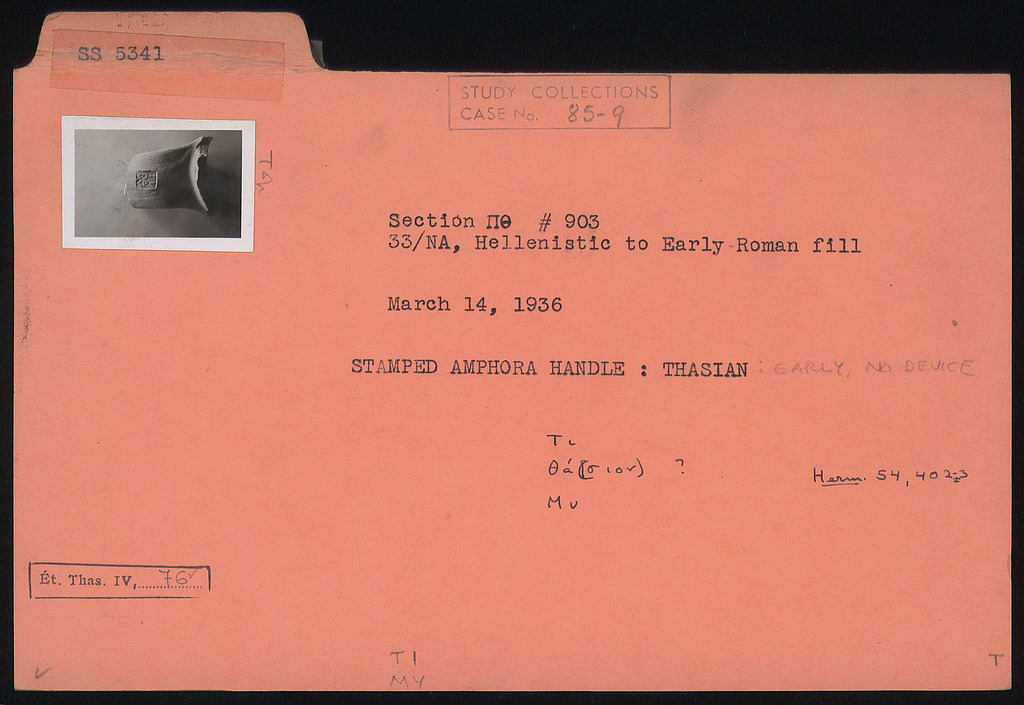 SS 5341
STUDY COLLECTIONS
CASE No. 85-9
Section ΠΘ # 903
33/NA, Hellenistic to Early Roman fill
March 14, 1936
STAMPED AMPHORA HANDLE : THASIAN : EARLY, NO DEVICE
Τι
Θά(σιον) ?
Μυ
Herm. 54, 402-3
Ét. Thas. IV, 76
ΤΙ
ΜΥ
T